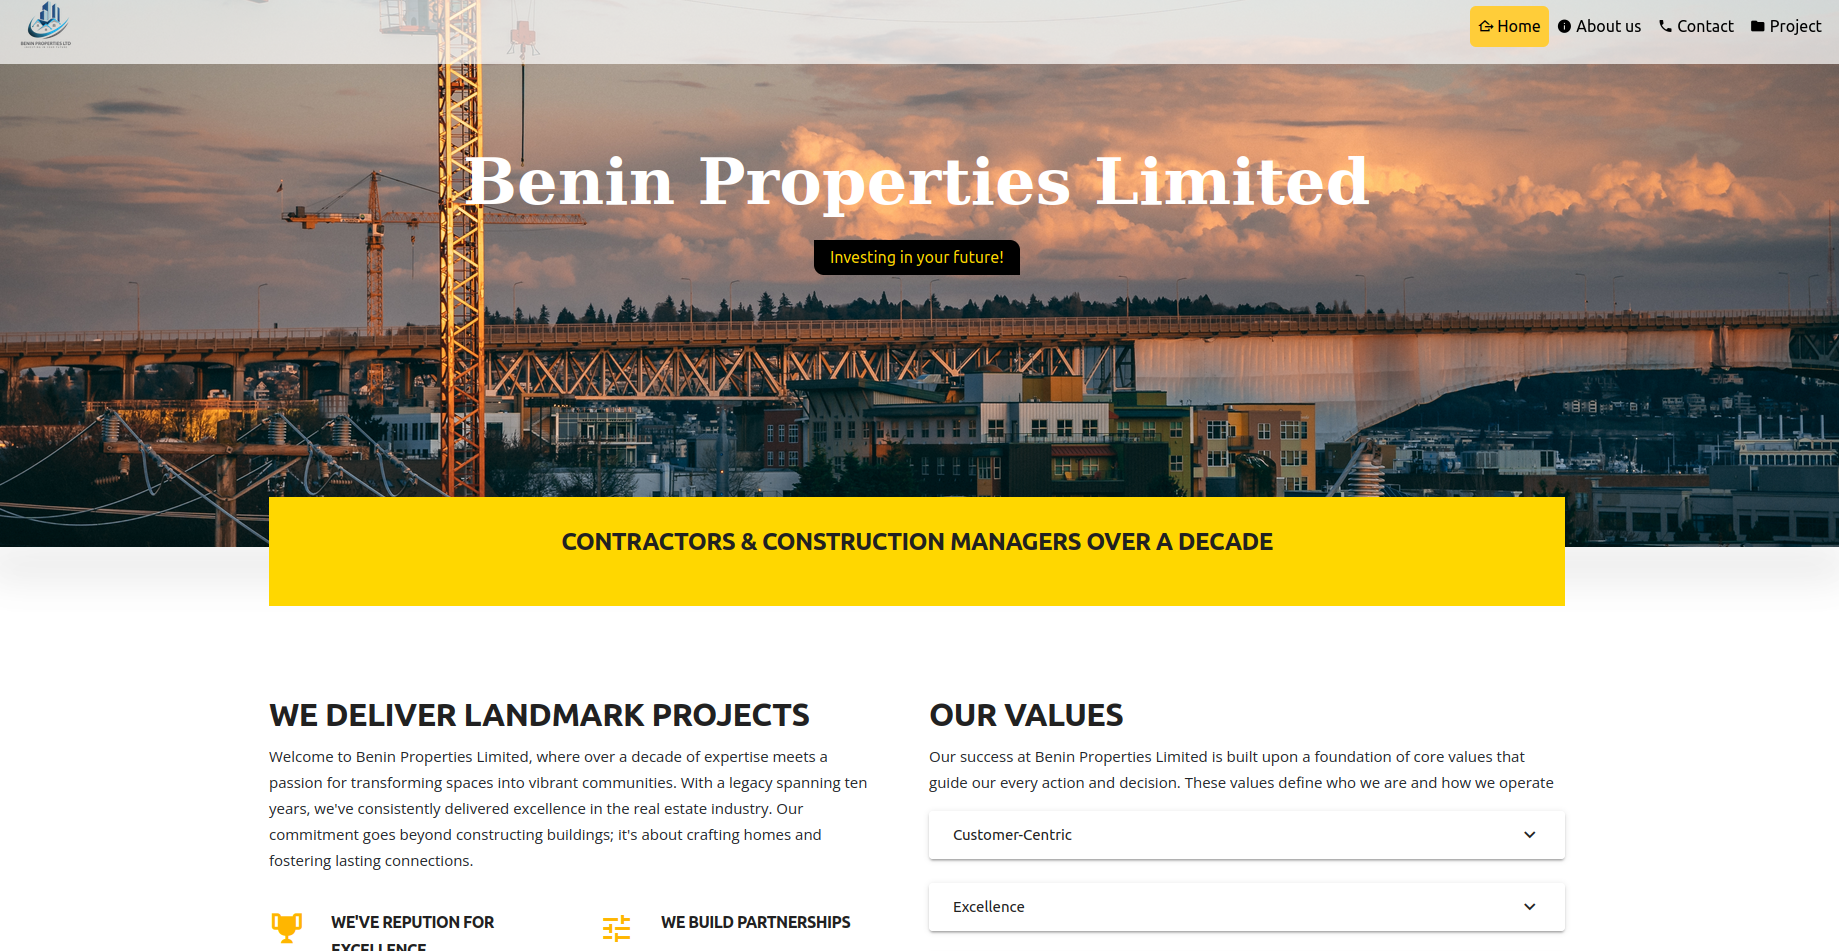 BENIN PROPERTIES LTD
Home
About us
Contact
Project
Benin Properties Limited
Investing in your future!
CONTRACTORS & CONSTRUCTION MANAGERS OVER A DECADE
WE DELIVER LANDMARK PROJECTS
Welcome to Benin Properties Limited, where over a decade of expertise meets a
passion for transforming spaces into vibrant communities. With a legacy spanning ten
years, we've consistently delivered excellence in the real estate industry. Our
commitment goes beyond constructing buildings; it's about crafting homes and
fostering lasting connections.
WE'VE REPUTION FOR
EXCELLENCE
WE BUILD PARTNERSHIPS
OUR VALUES
Our success at Benin Properties Limited is built upon a foundation of core values that
guide our every action and decision. These values define who we are and how we operate
Customer-Centric
Excellence